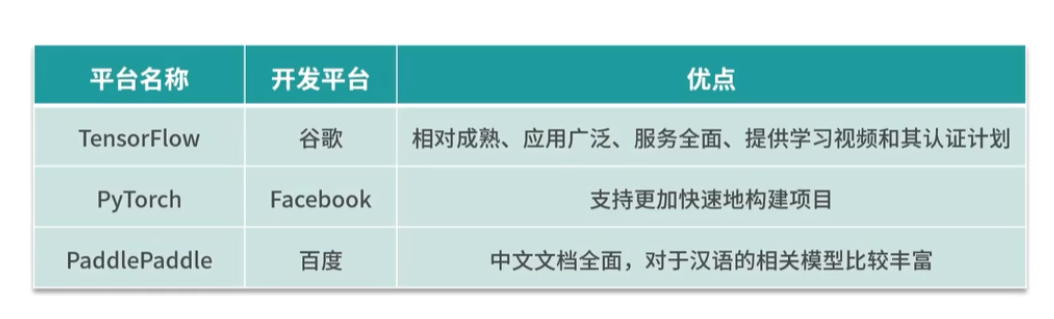 平台名称 开发平台 优点
TensorFlow 谷歌 相对成熟、应用广泛、服务全面、提供学习视频和其认证计划
PyTorch Facebook 支持更加快速地构建项目
PaddlePaddle 百度 中文文档全面，对于汉语的相关模型比较丰富